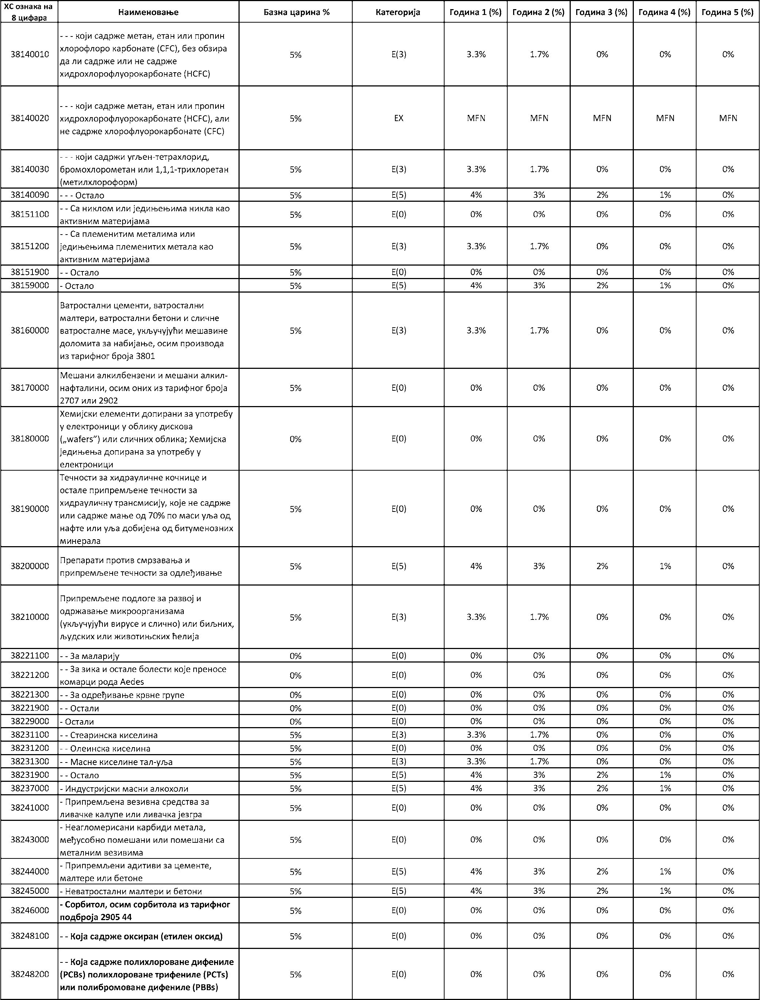 ХС ознака на
8 цифара
Наименовање
Базна царина %
Категорија
Година 1 (%)
Година 2 (%)
Година 3 (%)
Година 4 (%)
Година 5 (%)
38140010
- - - који садрже метан, етан или пропин
хлорофлоро карбонате (CFC), без обзира
да ли садрже или не садрже
хидрохлорофлуорокарбонате (HCFC)
5% E(3) 3.3% 1.7% 0% 0% 0%
38140020
- - - који садрже метан, етан или пропин
хидрохлорофлуорокарбонате (HCFC), али
не садрже хлорофлуорокарбонате (CFC)
5% EX MFN MFN MFN MFN MFN
38140030
- - - који садржи угљен-тетрахлорид,
бромохлорометан или 1,1,1-трихлоретан
(метилхлороформ)
5% E(3) 3.3% 1.7% 0% 0% 0%
38140090 - - - Остало 5% E(5) 4% 3% 2% 1% 0%
38151100
- - Са никлом или једињењима никла као
активним материјама
5% E(0) 0% 0% 0% 0% 0%
38151200
- - Са племенитим металима или
једињењима племенитих метала као
активним материјама
5% E(3) 3.3% 1.7% 0% 0% 0%
38151900 - - Остало 5% E(0) 0% 0% 0% 0% 0%
38159000 - Остало 5% E(5) 4% 3% 2% 1% 0%
38160000
Ватростални цементи, ватростални
малтери, ватростални бетони и сличне
ватросталне масе, укључујући мешавине
доломита за набијање, осим производа
из тарифног броја 3801
5% E(3) 3.3% 1.7% 0% 0% 0%
38170000
Мешани алкилбензени и мешани алкил-
нафталини, осим оних из тарифног броја
2707 или 2902
5% E(0) 0% 0% 0% 0% 0%
38180000
Хемијски елементи допирани за употребу
у електроници у облику дискова
(„wafers”) или сличних облика; Хемијска
једињења допирана за употребу у
електроници
0% E(0) 0% 0% 0% 0% 0%
38190000
Течности за хидрауличне кочнице и
остале припремљене течности за
хидрауличну трансмисију, које не садрже
или садрже мање од 70% по маси уља од
нафте или уља добијена од битуменозних
минерала
5% E(0) 0% 0% 0% 0% 0%
38200000
Препарати против смрзавања и
припремљене течности за одлеђивање
5% E(5) 4% 3% 2% 1% 0%
38210000
Припремљене подлоге за развој и
одржавање микроорганизама
(укључујући вирусе и слично) или биљних,
људских или животињских ћелија
5% E(3) 3.3% 1.7% 0% 0% 0%
38221100 - - За маларију 0% E(0) 0% 0% 0% 0% 0%
38221200
- - За зика и остале болести које преносе
комарци рода Aedes
0% E(0) 0% 0% 0% 0% 0%
38221300 - - За одређивање крвне групе 0% E(0) 0% 0% 0% 0% 0%
38221900 - - Остали 0% E(0) 0% 0% 0% 0% 0%
38229000 - Остали 0% E(0) 0% 0% 0% 0% 0%
38231100 - - Стеаринска киселина 5% E(3) 3.3% 1.7% 0% 0% 0%
38231200 - - Олеинска киселина 5% E(0) 0% 0% 0% 0% 0%
38231300 - - Масне киселине тал-уља 5% E(3) 3.3% 1.7% 0% 0% 0%
38231900 - - Остало 5% E(5) 4% 3% 2% 1% 0%
38237000 - Индустријски масни алкохоли 5% E(5) 4% 3% 2% 1% 0%
38241000
- Припремљена везивна средства за
ливачке калупе или ливачка језгра
5% E(0) 0% 0% 0% 0% 0%
38243000
- Неагломерисани карбиди метала,
међусобно помешани или помешани са
металним везивима
5% E(0) 0% 0% 0% 0% 0%
38244000
- Припремљени адитиви за цементе,
малтере или бетоне
5% E(5) 4% 3% 2% 1% 0%
38245000 - Неватростални малтери и бетони 5% E(5) 4% 3% 2% 1% 0%
38246000
- Сорбитол, осим сорбитола из тарифног
подброја 2905 44
5% E(0) 0% 0% 0% 0% 0%
38248100 - - Која садрже оксиран (етилен оксид) 5% E(0) 0% 0% 0% 0% 0%
38248200
- - Која садрже полихлороване дифениле
(PCBs) полихлороване трифениле (PCTs)
или полибромоване дифениле (PBBs)
5% E(0) 0% 0% 0% 0% 0%